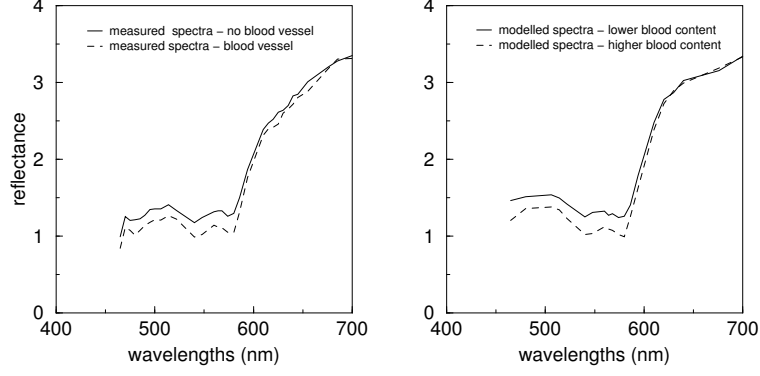 measured spectra – no blood vessel
measured spectra – blood vessel
reflectance
4
3
2
1
0
400 500 600 700
wavelengths (nm)
modelled spectra – lower blood content
modelled spectra – higher blood content
4
3
2
1
0
400 500 600 700
wavelengths (nm)